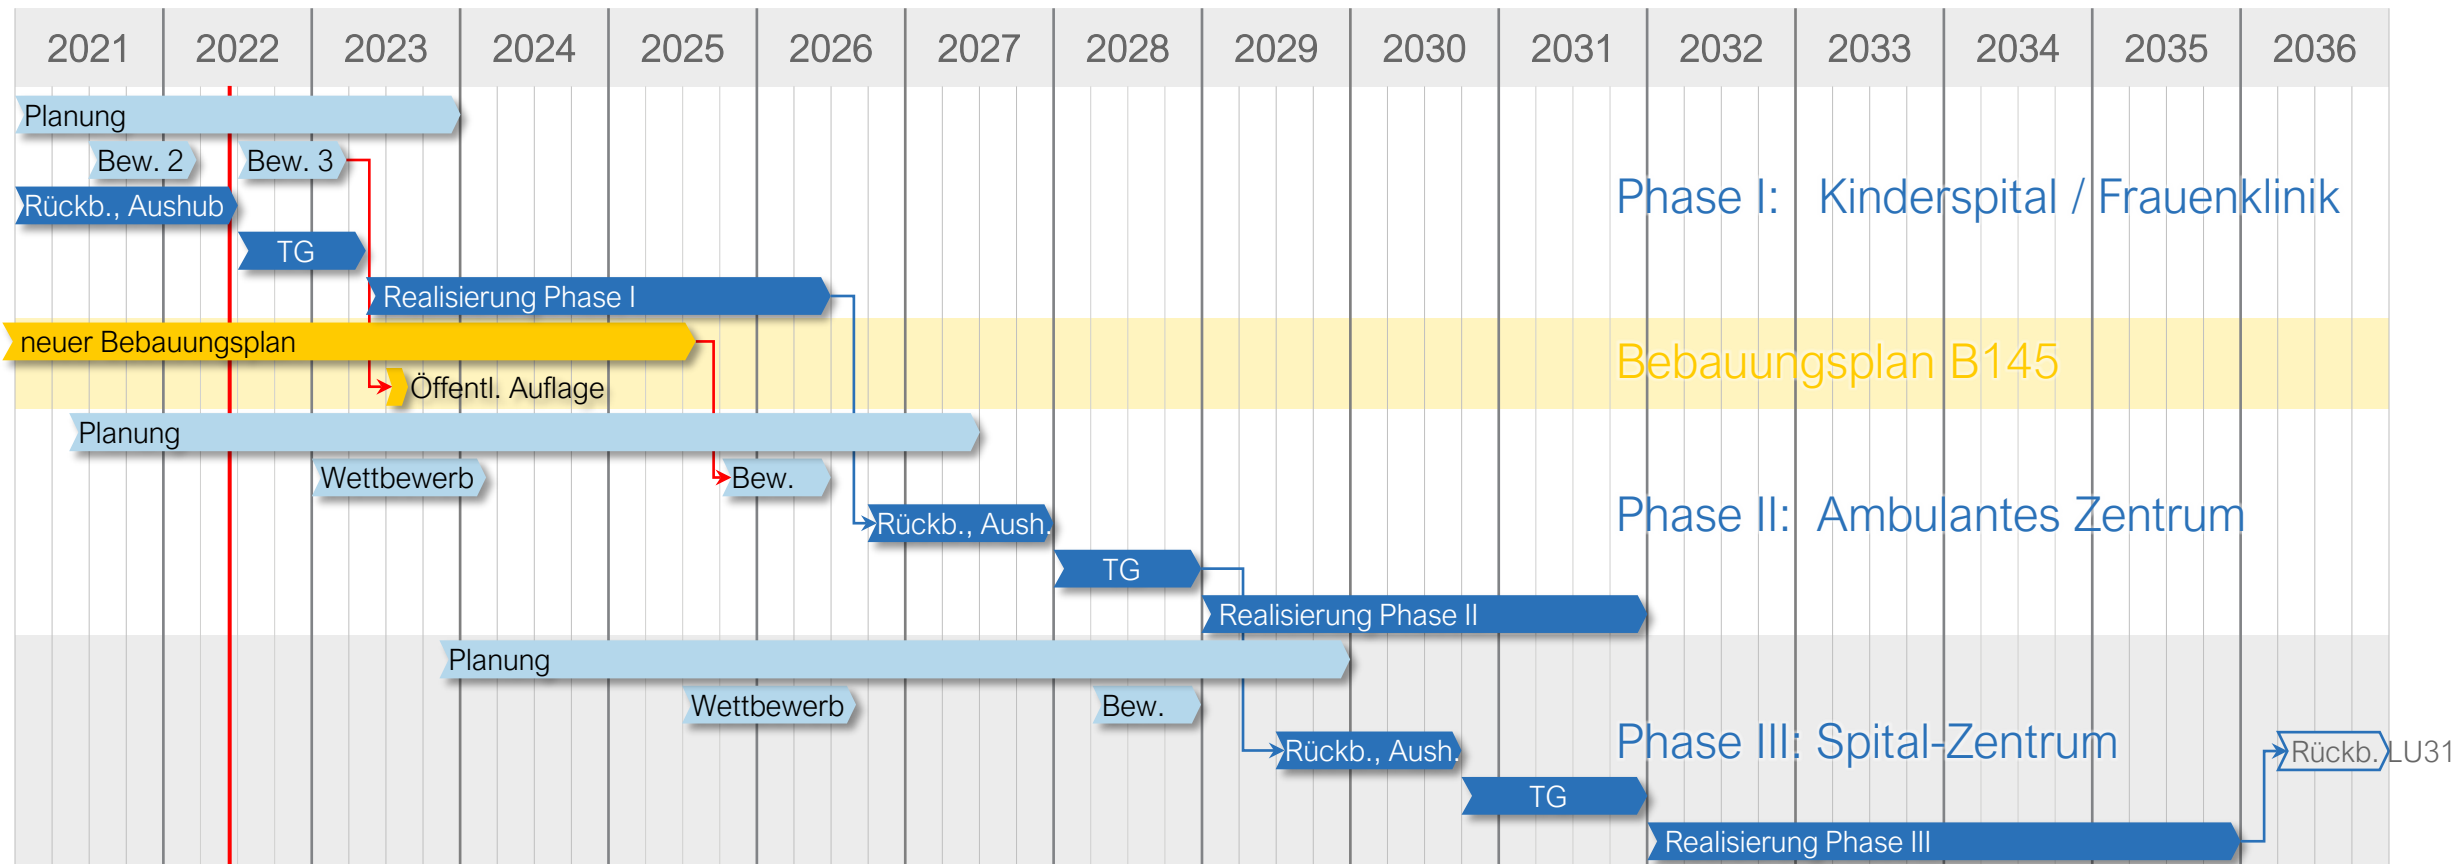 2021 2022 2023 2024 2025 2026 2027 2028 2029 2030 2031 2032 2033 2034 2035 2036
Planung
Bew. 2 Bew. 3
Rückb., Aushub
Phase I: Kinderspital / Frauenklinik
TG
Realisierung Phase I
neuer Bebauungsplan
Bebauungsplan B145
Öffentl. Auflage
Planung
Wettbewerb Bew.
Phase II: Ambulantes Zentrum
Rückb., Aush.
TG
Realisierung Phase II
Planung
Wettbewerb Bew.
Phase III: Spital-Zentrum
Rückb., Aush. Rückb. LU31
TG
Realisierung Phase III